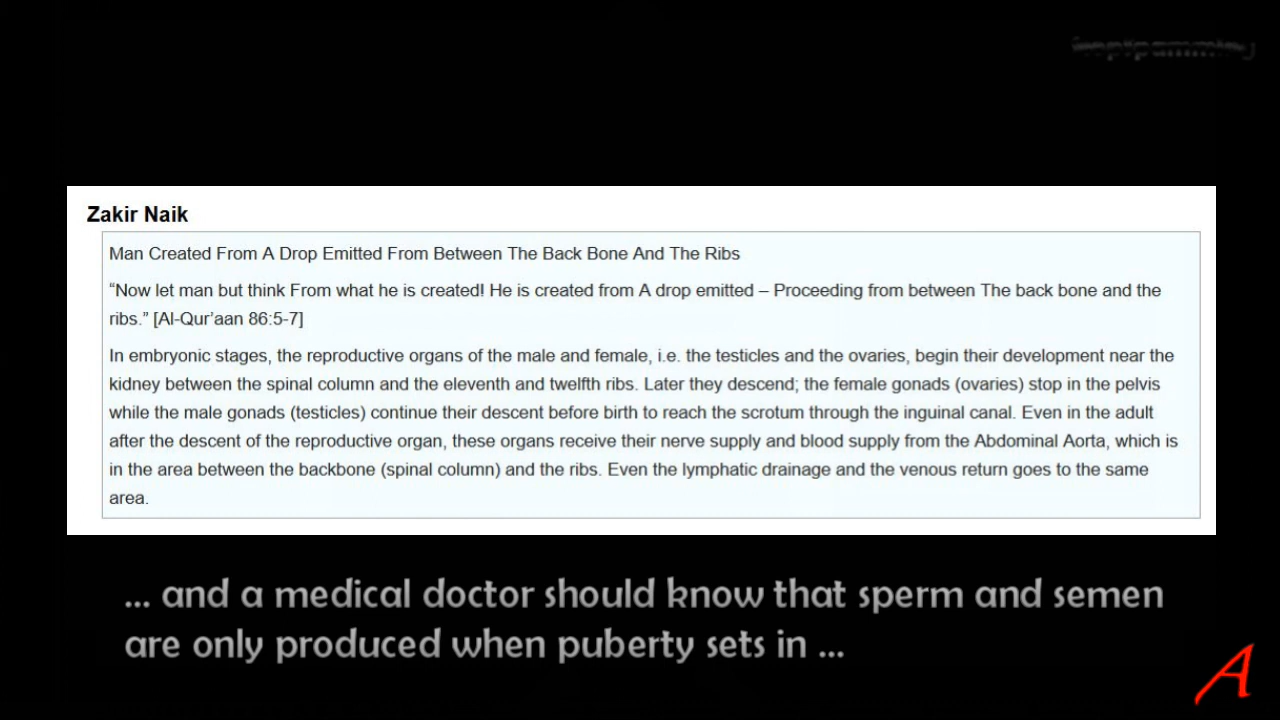 Zakir Naik
Man Created From A Drop Emitted From Between The Back Bone And The Ribs
“Now let man but think From what he is created! He is created from A drop emitted – Proceeding from between The back bone and the
ribs.” [Al-Qur’aan 86:5-7]
In embryonic stages, the reproductive organs of the male and female, i.e. the testicles and the ovaries, begin their development near the
kidney between the spinal column and the eleventh and twelfth ribs. Later they descend; the female gonads (ovaries) stop in the pelvis
while the male gonads (testicles) continue their descent before birth to reach the scrotum through the inguinal canal. Even in the adult
after the descent of the reproductive organ, these organs receive their nerve supply and blood supply from the Abdominal Aorta, which is
in the area between the backbone (spinal column) and the ribs. Even the lymphatic drainage and the venous return goes to the same
area.
... and a medical doctor should know that sperm and semen
are only produced when puberty sets in ...
A